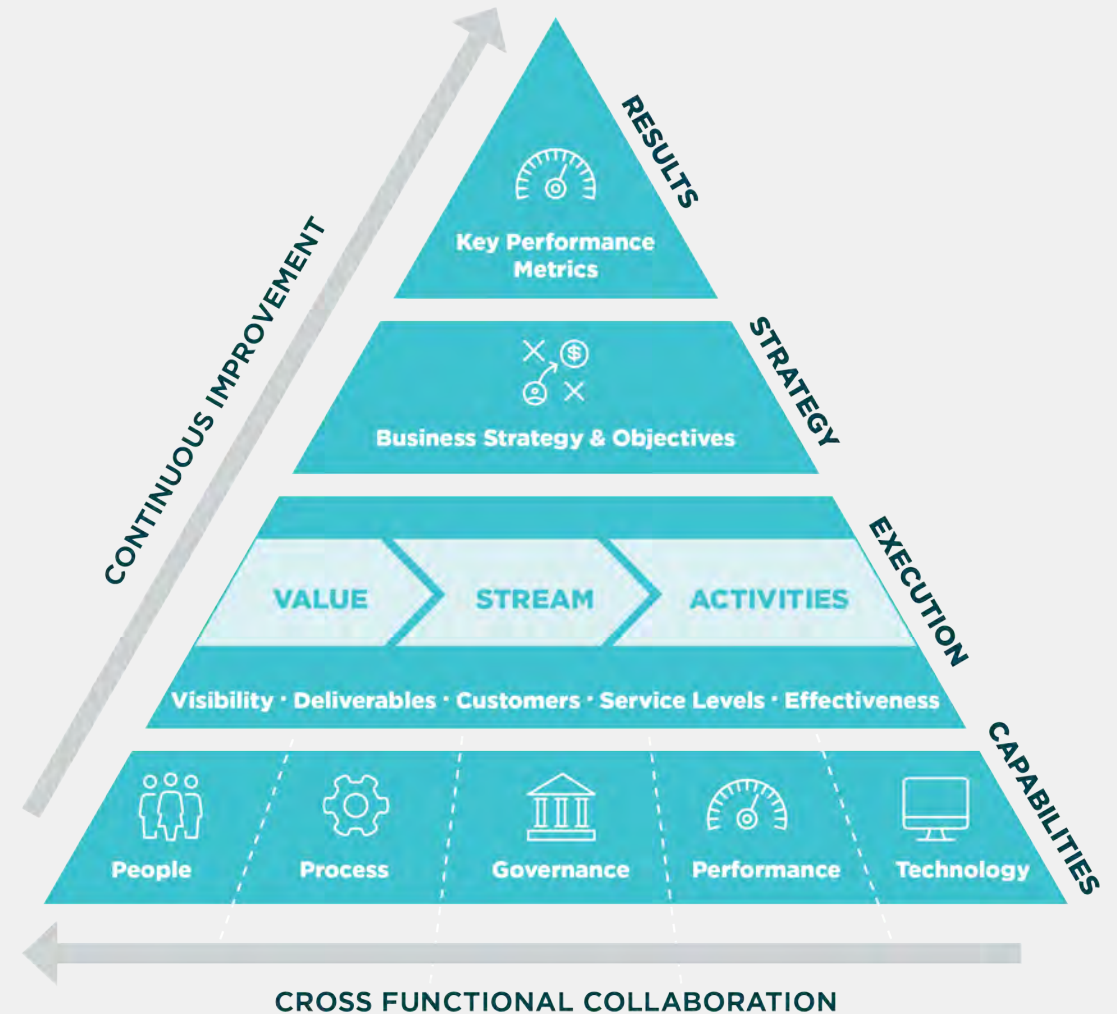 RESULTS
Key Performance
Metrics
STRATEGY
Business Strategy & Objectives
CONTINUOUS IMPROVEMENT
EXECUTION
VALUE
STREAM
ACTIVITIES
Visibility · Deliverables · Customers · Service Levels · Effectiveness
CAPABILITIES
People
Process
Governance
Performance
Technology
CROSS FUNCTIONAL COLLABORATION